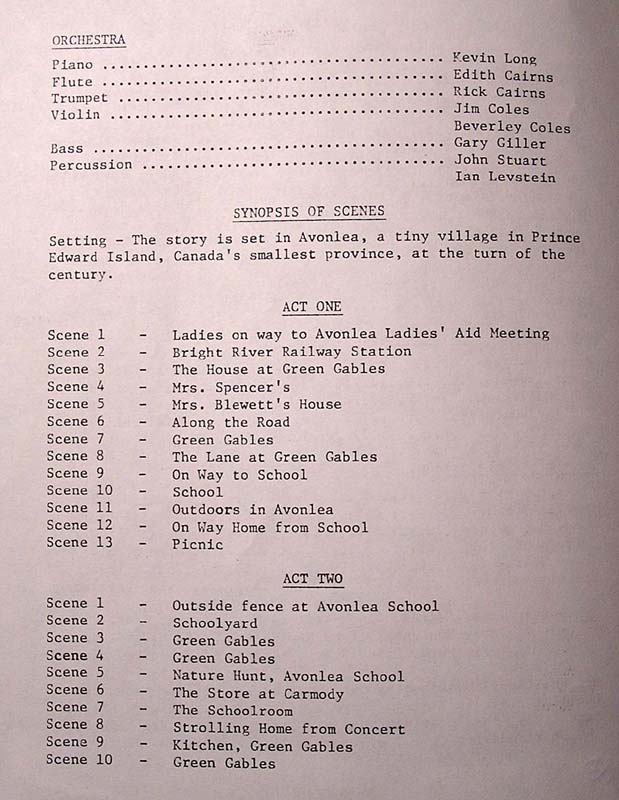 ORCHESTRA
Piano .......................................... Kevin Long
Flute .......................................... Edith Cairns
Trumpet ........................................ Rick Cairns
Violin ......................................... Jim Coles
Beverley Coles
Bass ........................................... Gary Giller
Percussion ..................................... John Stuart
Ian Levstein
SYNOPSIS OF SCENES
Setting - The story is set in Avonlea, a tiny village in Prince
Edward Island, Canada's smallest province, at the turn of the
century.
ACT ONE
Scene 1 - Ladies on way to Avonlea Ladies' Aid Meeting
Scene 2 - Bright River Railway Station
Scene 3 - The House at Green Gables
Scene 4 - Mrs. Spencer's
Scene 5 - Mrs. Blewett's House
Scene 6 - Along the Road
Scene 7 - Green Gables
Scene 8 - The Lane at Green Gables
Scene 9 - On Way to School
Scene 10 - School
Scene 11 - Outdoors in Avonlea
Scene 12 - On Way Home from School
Scene 13 - Picnic
ACT TWO
Scene 1 - Outside fence at Avonlea School
Scene 2 - Schoolyard
Scene 3 - Green Gables
Scene 4 - Green Gables
Scene 5 - Nature Hunt, Avonlea School
Scene 6 - The Store at Carmody
Scene 7 - The Schoolroom
Scene 8 - Strolling Home from Concert
Scene 9 - Kitchen, Green Gables
Scene 10 - Green Gables